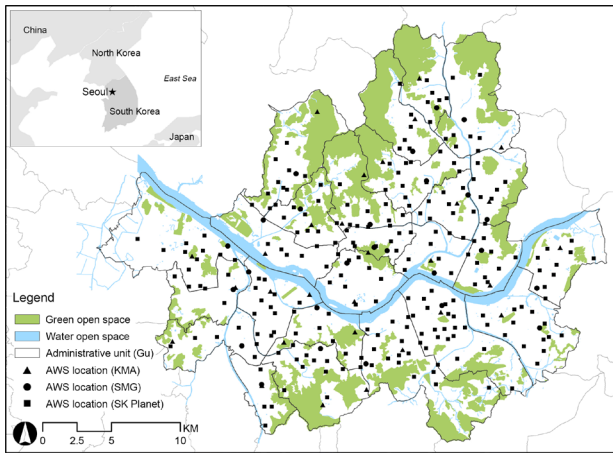 China
North Korea
East Sea
Seoul
South Korea
Japan
Legend
Green open space
Water open space
Administrative unit (Gu)
AWS location (KMA)
AWS location (SMG)
AWS location (SK Planet)
KM
0 2.5 5 10